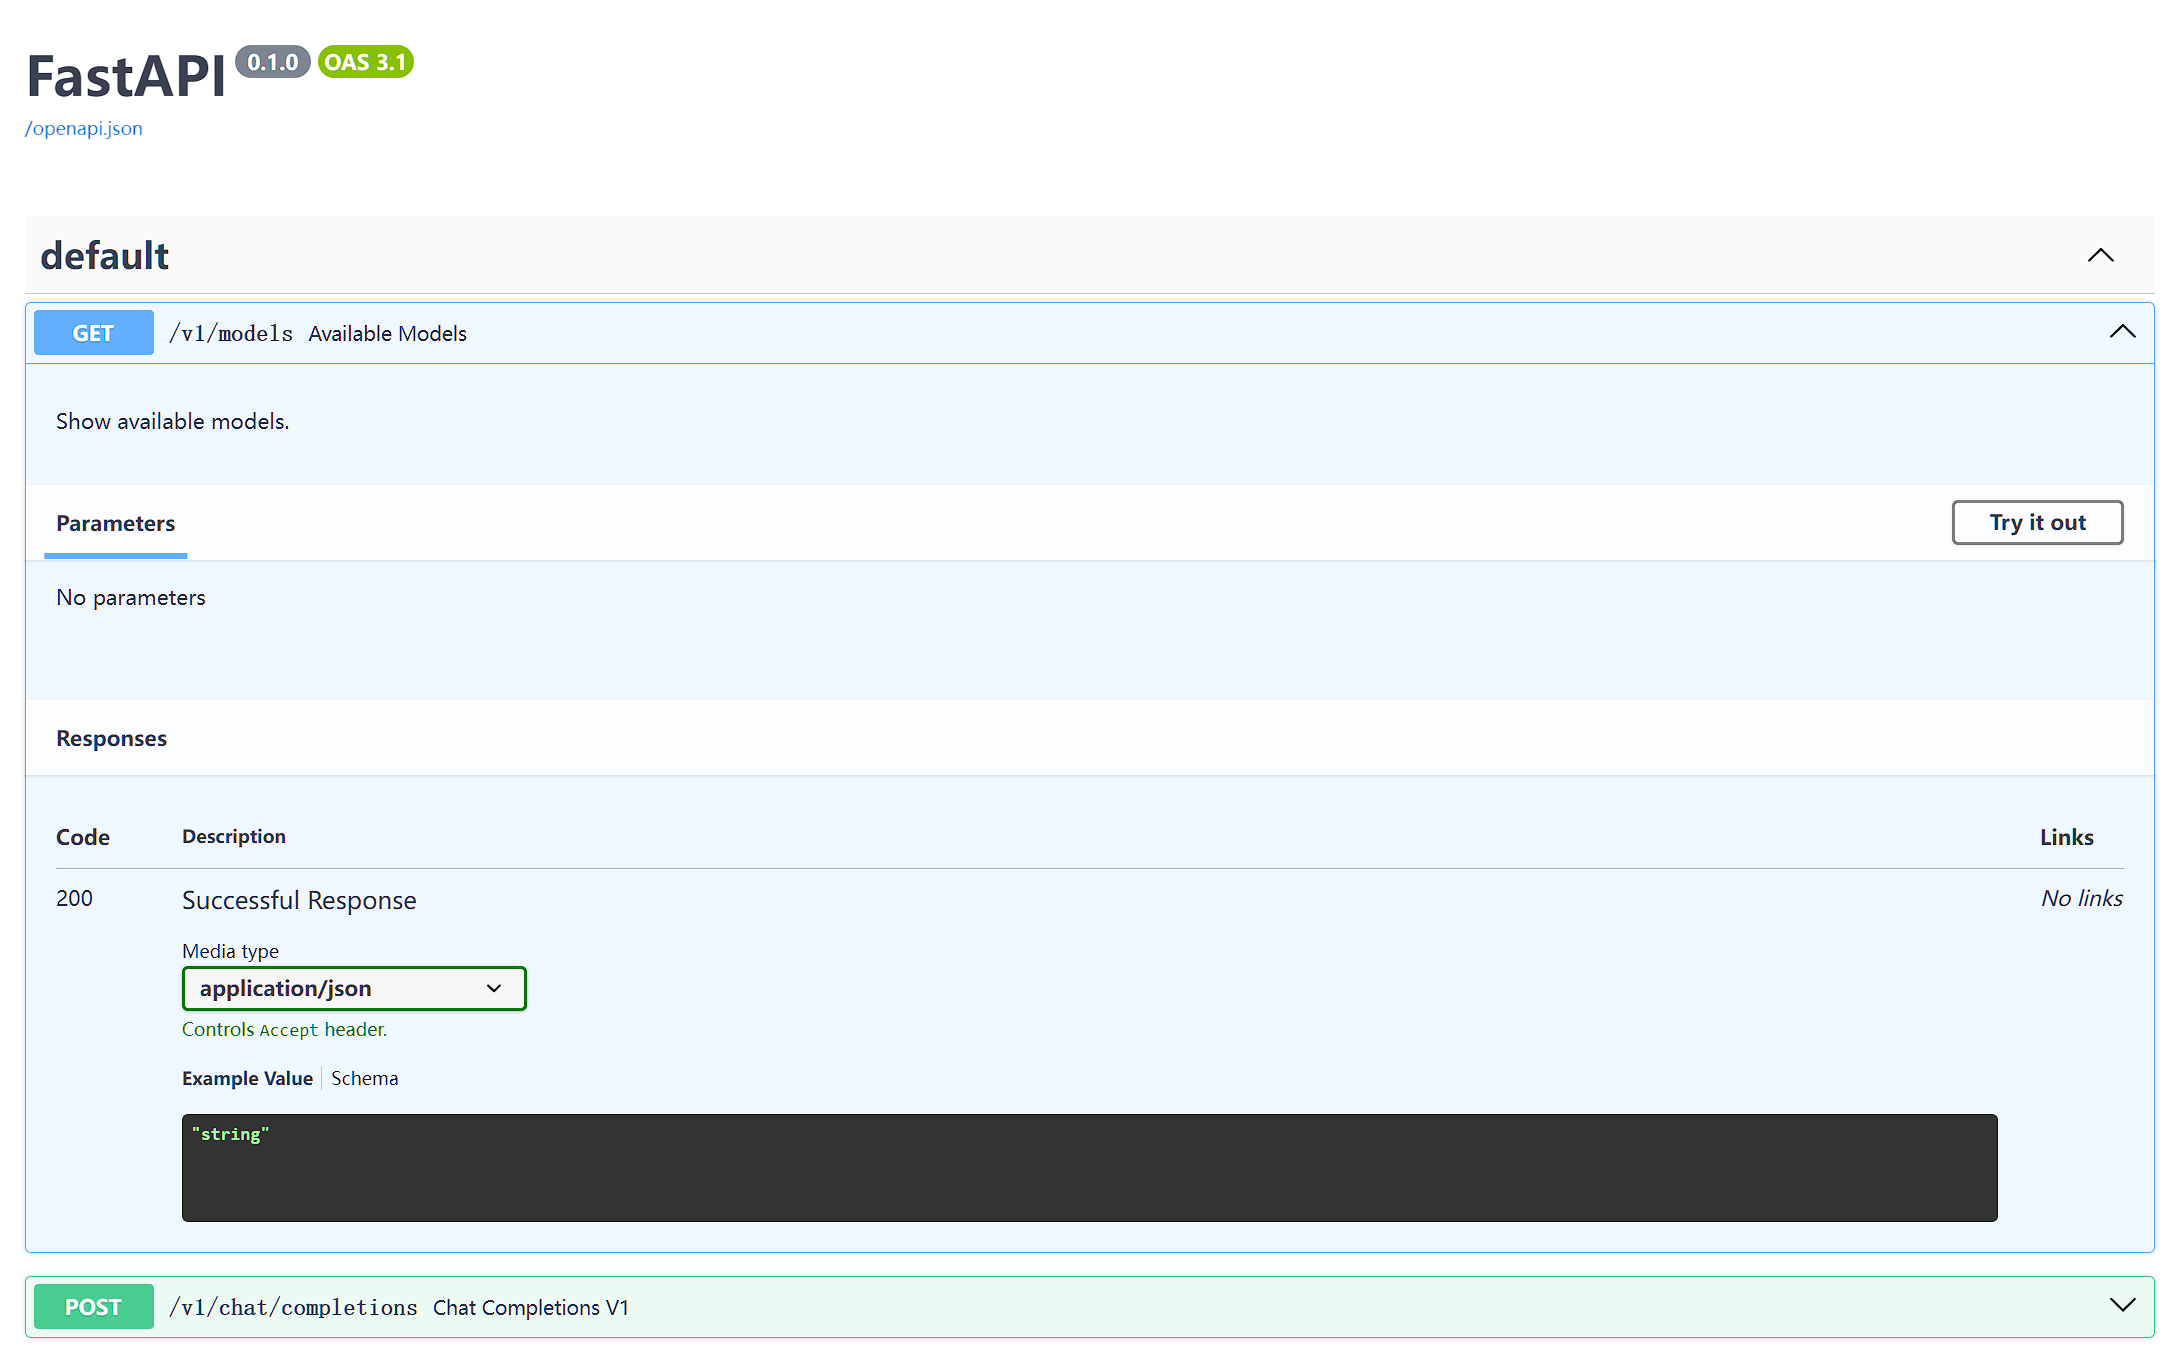 FastAPI 0.1.0 OAS 3.1
/openapi.json
default
GET /v1/models Available Models
Show available models.
Parameters Try it out
No parameters
Responses
Code Description Links
200 Successful Response No links
Media type
application/json
Controls Accept header.
Example Value Schema
"string"
POST /v1/chat/completions Chat Completions V1